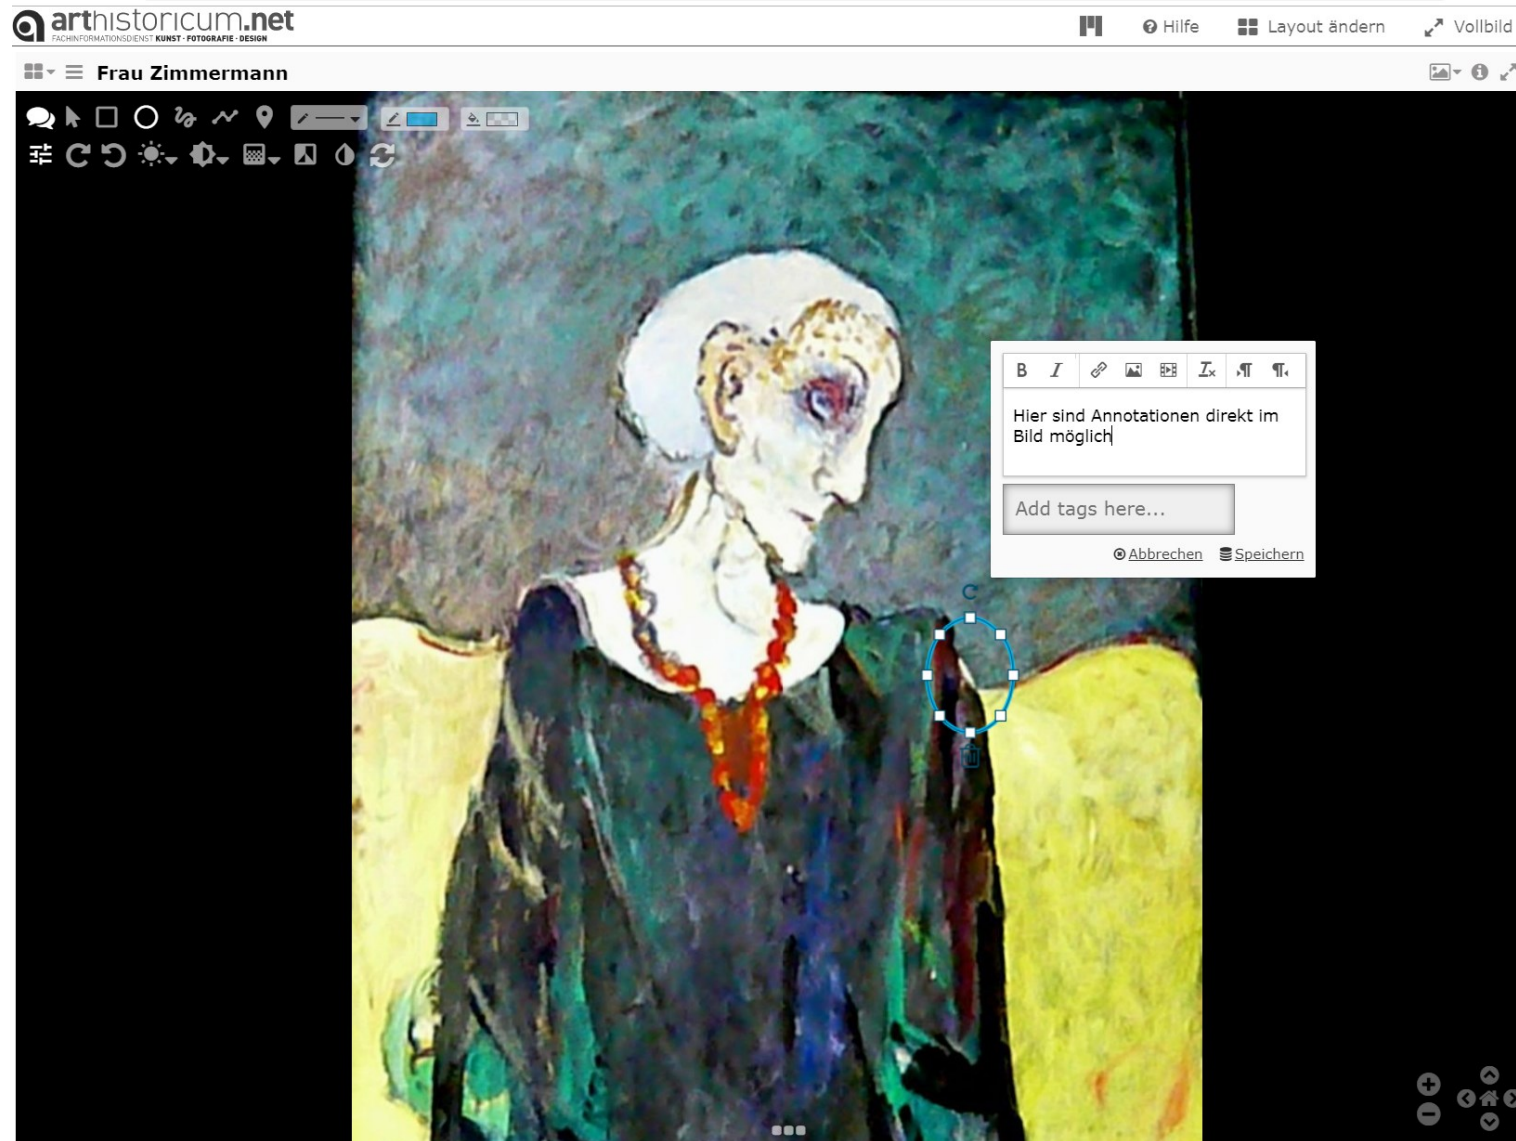 arthistoricum.net
FACHINFORMATIONSDIENST KUNST · FOTOGRAFIE · DESIGN
Hilfe
Layout ändern
Vollbild
Frau Zimmermann
Hier sind Annotationen direkt im
Bild möglich
Add tags here...
Abbrechen
Speichern